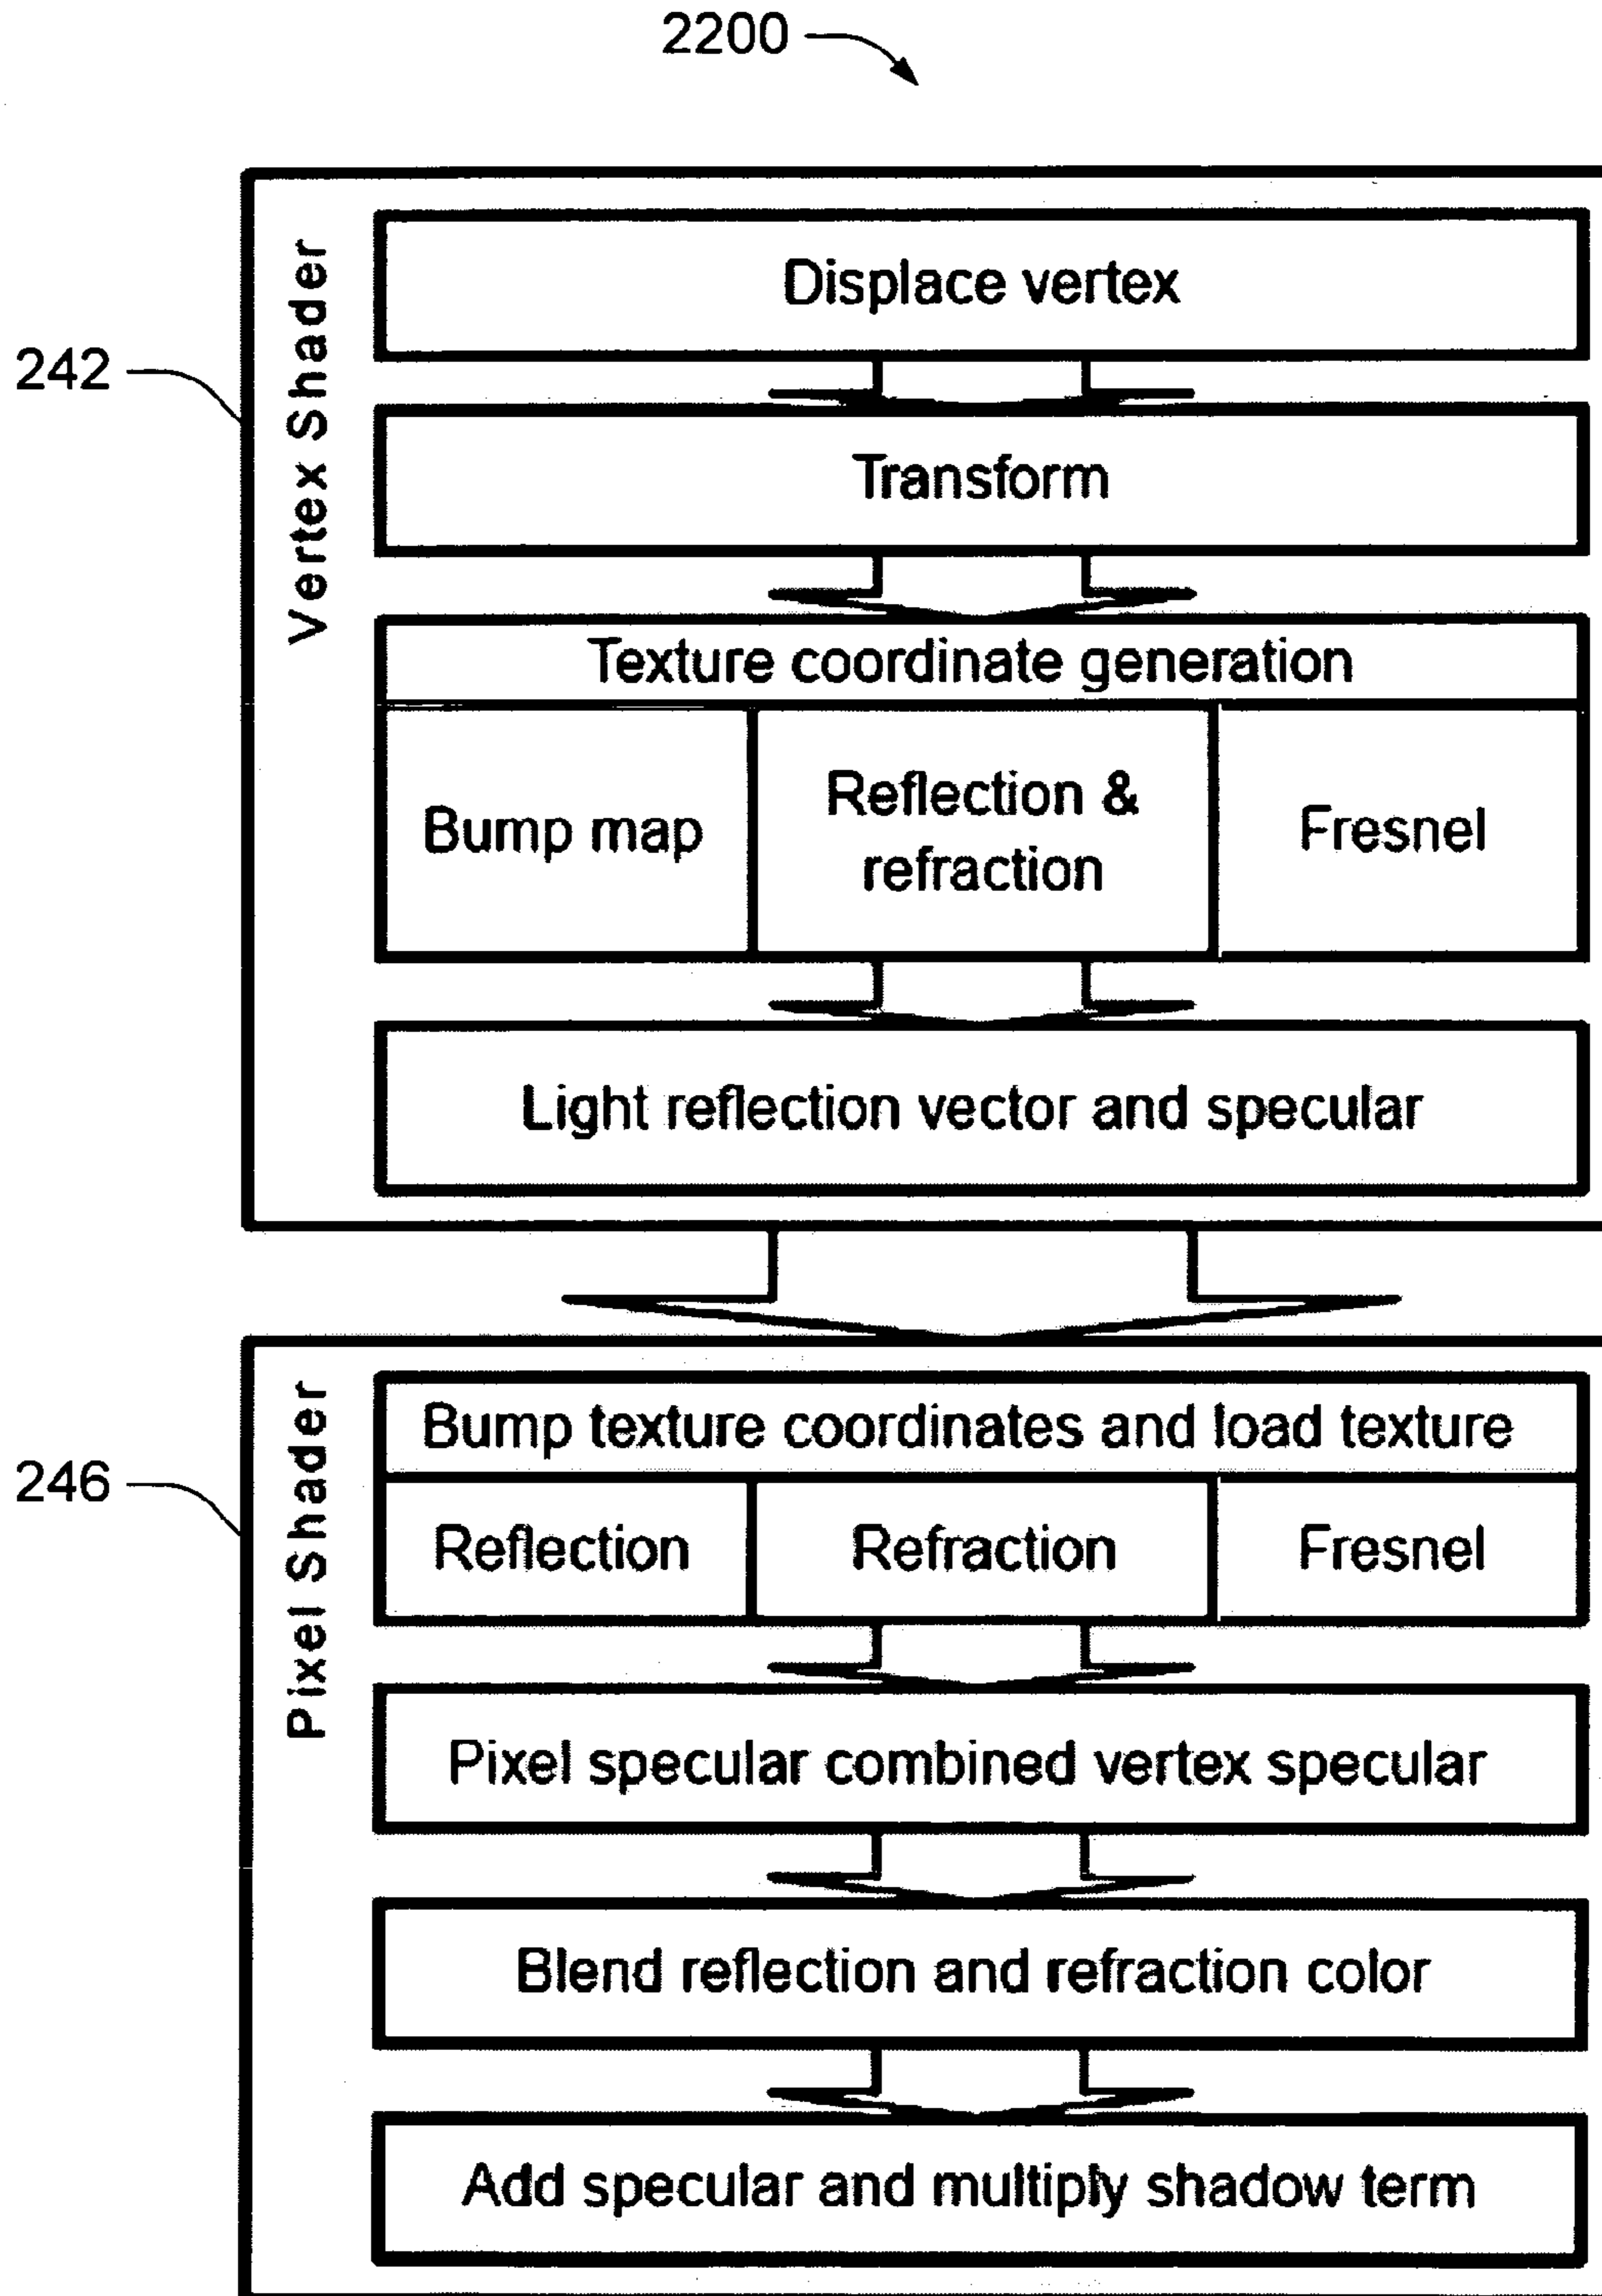 2200
242
Vertex Shader
Displace vertex
Transform
Texture coordinate generation
Bump map
Reflection &
refraction
Fresnel
Light reflection vector and specular
246
Pixel Shader
Bump texture coordinates and load texture
Reflection
Refraction
Fresnel
Pixel specular combined vertex specular
Blend reflection and refraction color
Add specular and multiply shadow term